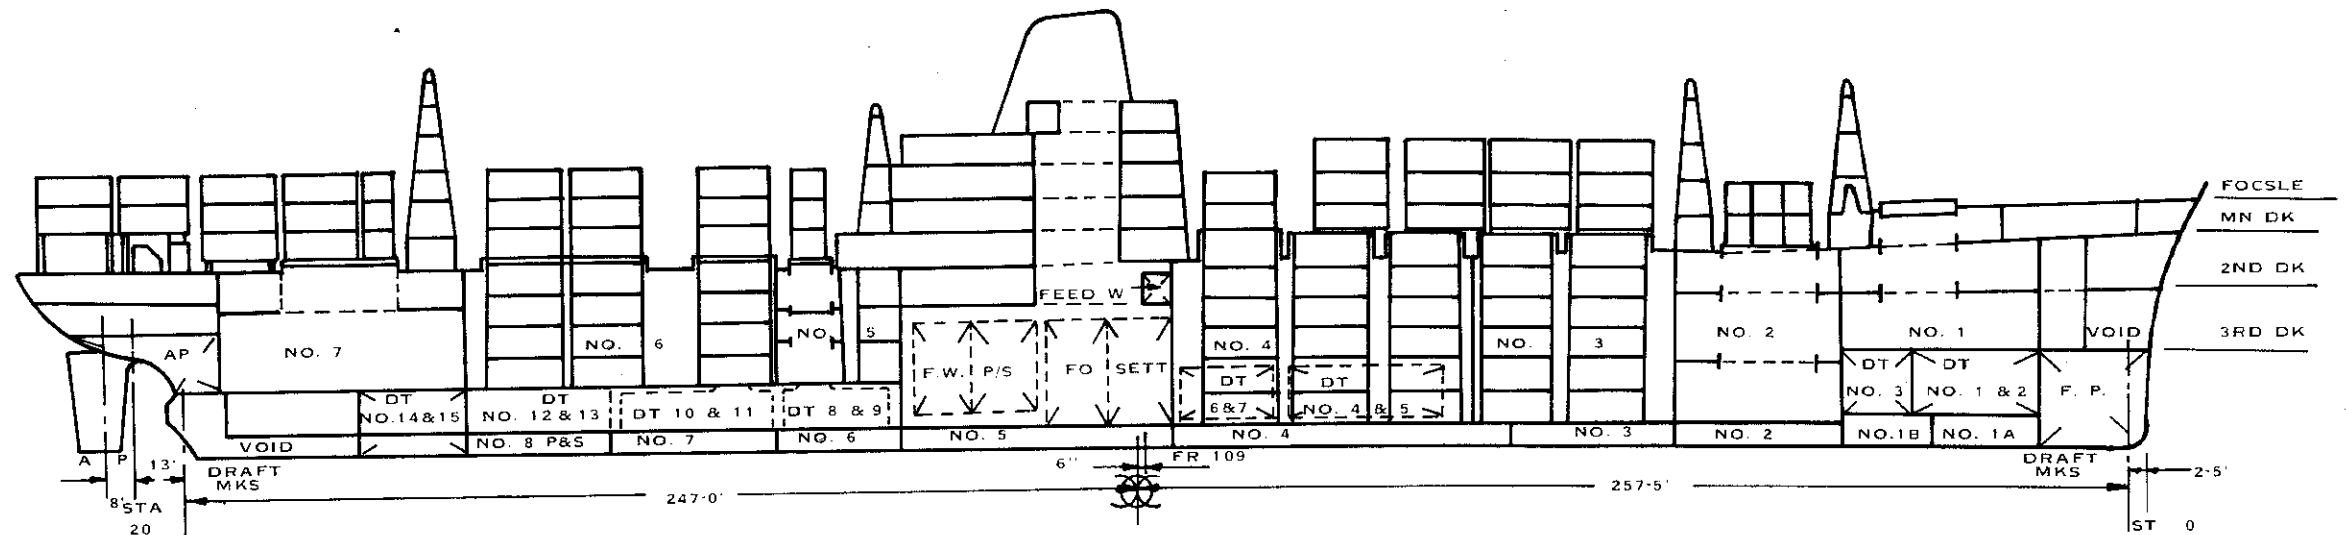 FOCSLE
MN DK
2ND DK
3RD DK
FEED W
AP
NO. 7
NO. 6
NO. 5
F.W. P/S
FO SETT
NO. 4
NO. 4 3
NO. 2
NO. 1
VOID
DT
NO.14&15
DT
NO. 12 & 13
DT 10 & 11
DT 8 & 9
DT
6&7
DT
NO. 4 & 5
DT
NO. 3
DT
NO. 1 & 2
F. P.
VOID
NO. 8 P&S
NO. 7
NO. 6
NO. 5
NO. 4
NO. 3
NO. 2
NO.1B
NO. 1A
A P
13'
DRAFT
MKS
6''
FR 109
DRAFT
MKS
2-5'
8'
STA
20
247-0'
257-5'
ST 0